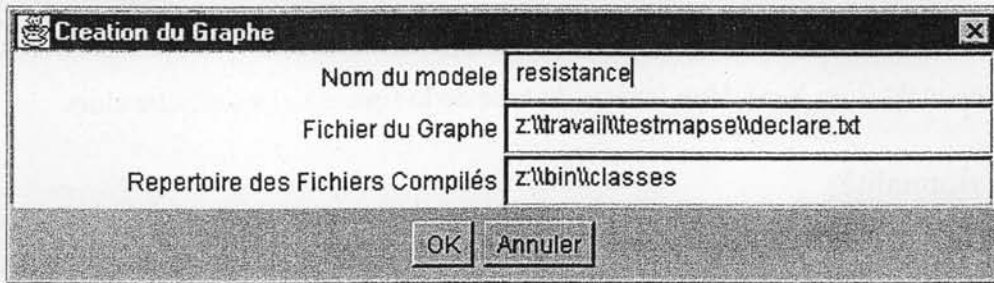 Creation du Graphe
Nom du modele resistance
Fichier du Graphe z:\\travail\\testmapse\\declare.txt
Repertoire des Fichiers Compilés z:\\bin\\classes
OK Annuler